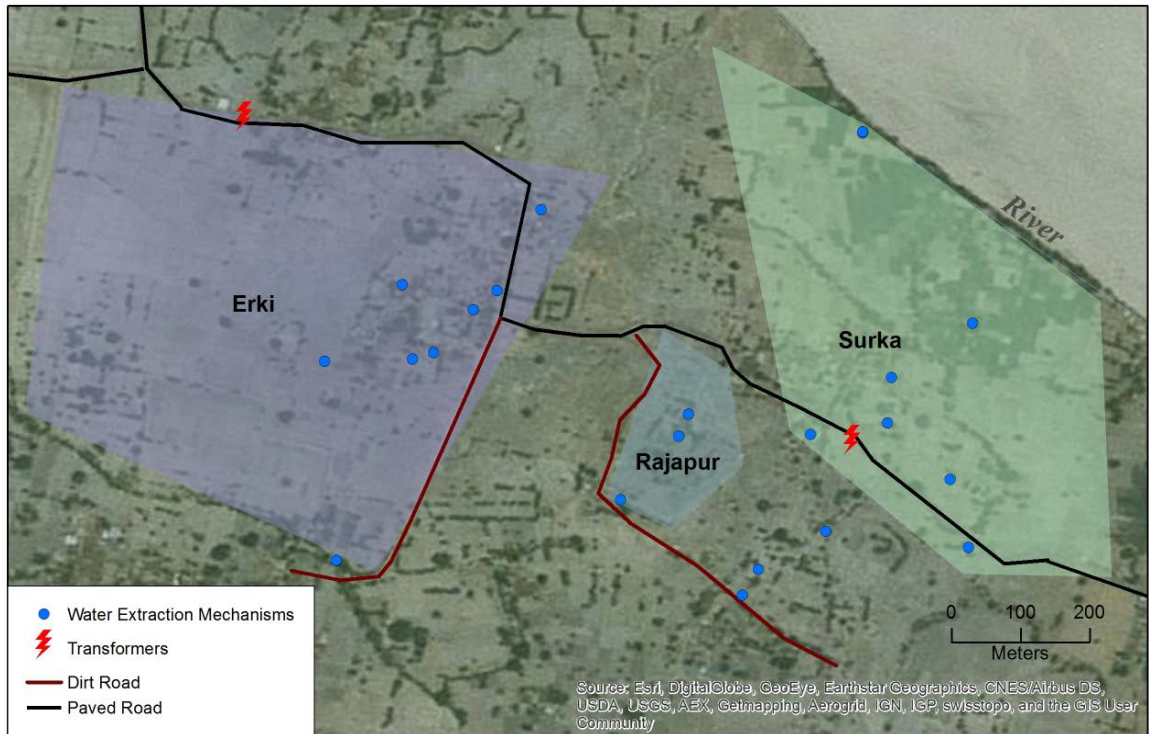 River
Erki
Surka
Rajapur
0 100 200
Meters
Water Extraction Mechanisms
Transformers
Dirt Road
Paved Road
Source: Esri, DigitalGlobe, GeoEye, Earthstar Geographics, CNES/Airbus DS,
USDA, USGS, AEX, Getmapping, Aerogrid, IGN, IGP, swisstopo, and the GIS User
Community